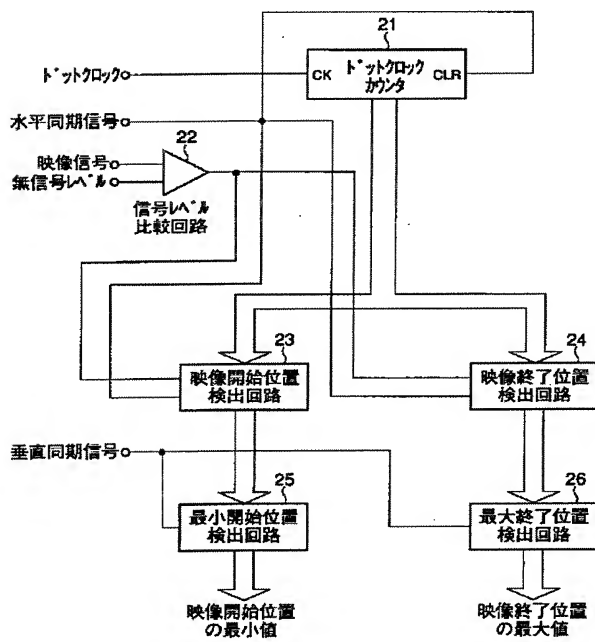 21
ドットクロック
CK
ドットクロック
カウンタ
CLR
水平同期信号
22
映像信号
無信号レベル
信号レベル
比較回路
23
映像開始位置
検出回路
24
映像終了位置
検出回路
垂直同期信号
25
最小開始位置
検出回路
26
最大終了位置
検出回路
映像開始位置
の最小値
映像終了位置
の最大値